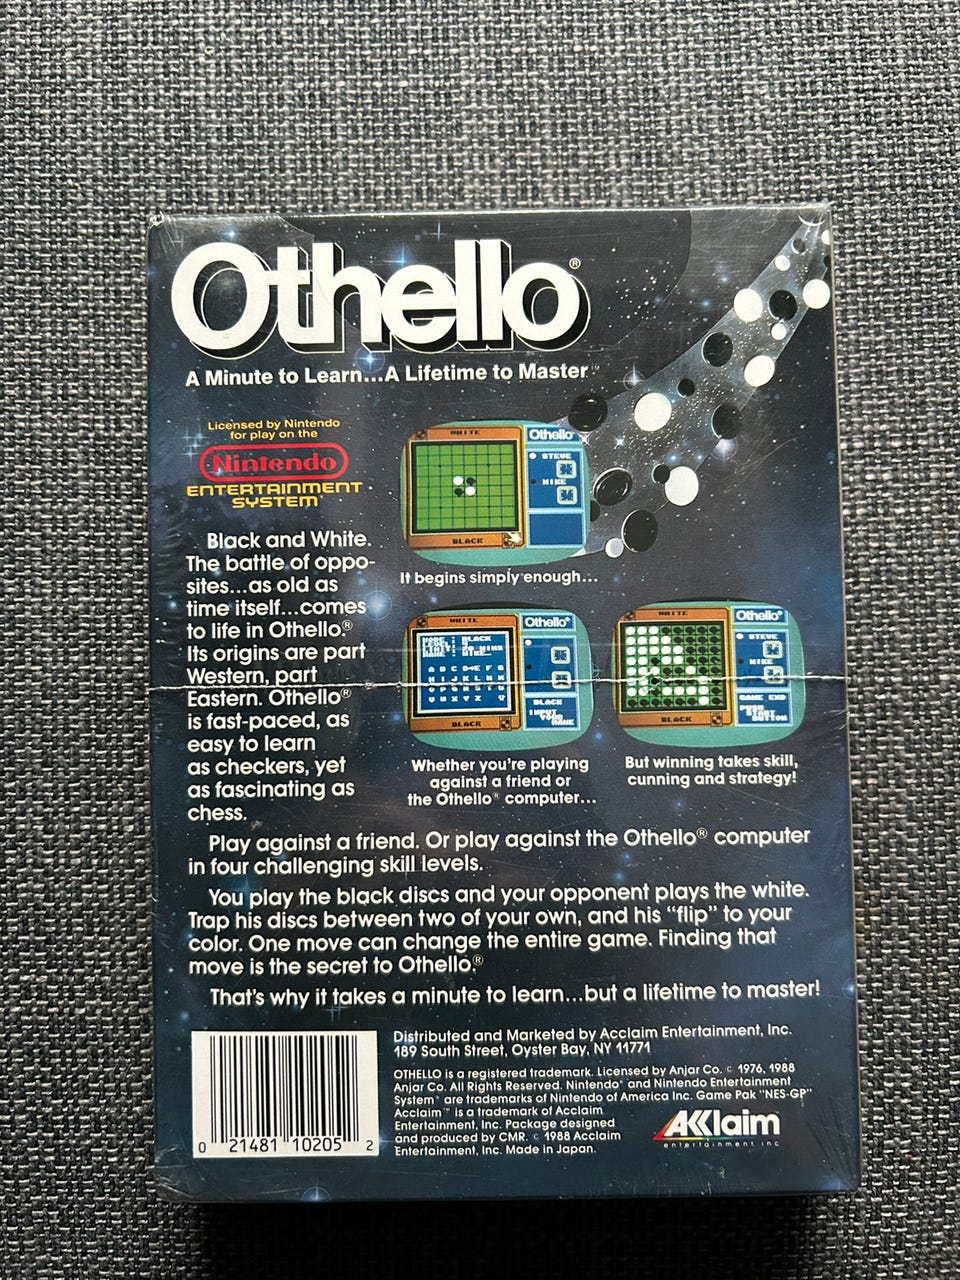 Othello®
A Minute to Learn...A Lifetime to Master™
Licensed by Nintendo
for play on the
Nintendo
ENTERTAINMENT
SYSTEM
WHITE
Othello®
STEVE
MIKE
BLACK
It begins simply enough...
Black and White.
The battle of oppo-
sites...as old as
time itself...comes
to life in Othello.®
Its origins are part
Western, part
Eastern. Othello®
is fast-paced, as
easy to learn
as checkers, yet
as fascinating as
chess.
WHITE
Othello®
BLACK
BLACK
INPUT
YOUR
NAME
BLACK
Whether you're playing
against a friend or
the Othello® computer...
WHITE
Othello®
STEVE
MIKE
GAME END
PUSH
START
BUTTON
BLACK
But winning takes skill,
cunning and strategy!
Play against a friend. Or play against the Othello® computer
in four challenging skill levels.
You play the black discs and your opponent plays the white.
Trap his discs between two of your own, and his "flip" to your
color. One move can change the entire game. Finding that
move is the secret to Othello.®
That's why it takes a minute to learn...but a lifetime to master!
Distributed and Marketed by Acclaim Entertainment, Inc.
189 South Street, Oyster Bay, NY 11771
OTHELLO is a registered trademark. Licensed by Anjar Co. © 1976, 1988
Anjar Co. All Rights Reserved. Nintendo® and Nintendo Entertainment
System® are trademarks of Nintendo of America Inc. Game Pak "NES-GP"
Acclaim™ is a trademark of Acclaim
Entertainment, Inc. Package designed
and produced by CMR. © 1988 Acclaim
Entertainment, Inc. Made in Japan.
AKKlaim
entertainment inc
0 21481 10205 2